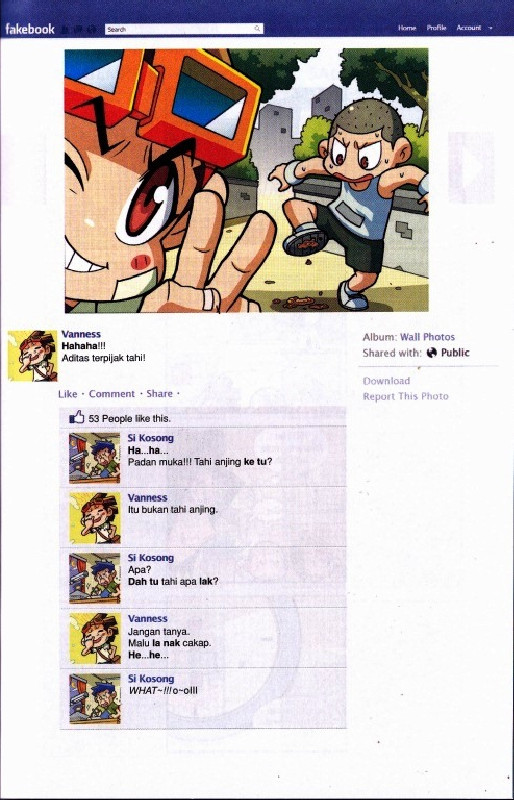 fakebook
Search
Home Profile Account
Vanness
Hahaha!!!
Aditas terpijak tahi!
Album: Wall Photos
Shared with: Public
Download
Report This Photo
Like · Comment · Share ·
53 People like this.
Si Kosong
Ha...ha...
Padan muka!!! Tahi anjing ke tu?
Vanness
Itu bukan tahi anjing.
Si Kosong
Apa?
Dah tu tahi apa lak?
Vanness
Jangan tanya.
Malu la nak cakap.
He...he...
Si Kosong
WHAT~!!!o~o!!!